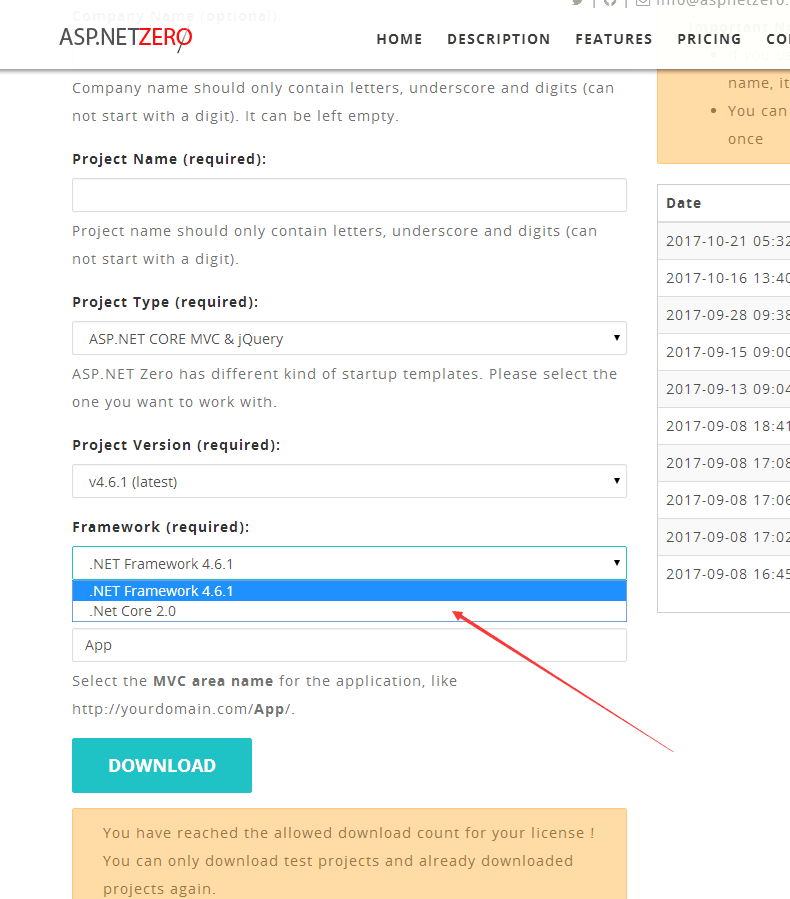 Company Name (optional)
info@aspnetzero.
ASP.NETZERO
HOME DESCRIPTION FEATURES PRICING
Company name should only contain letters, underscore and digits (can
not start with a digit). It can be left empty.
Project Name (required):
Project name should only contain letters, underscore and digits (can
not start with a digit).
Project Type (required):
ASP.NET CORE MVC & jQuery
ASP.NET Zero has different kind of startup templates. Please select the
one you want to work with.
Project Version (required):
v4.6.1 (latest)
Framework (required):
.NET Framework 4.6.1
.NET Framework 4.6.1
.Net Core 2.0
App
Select the MVC area name for the application, like
http://yourdomain.com/App/.
DOWNLOAD
You have reached the allowed download count for your license !
You can only download test projects and already downloaded
projects again.
name, it
You can
once
Date
2017-10-21 05:32
2017-10-16 13:40
2017-09-28 09:38
2017-09-15 09:00
2017-09-13 09:04
2017-09-08 18:41
2017-09-08 17:08
2017-09-08 17:06
2017-09-08 17:02
2017-09-08 16:45